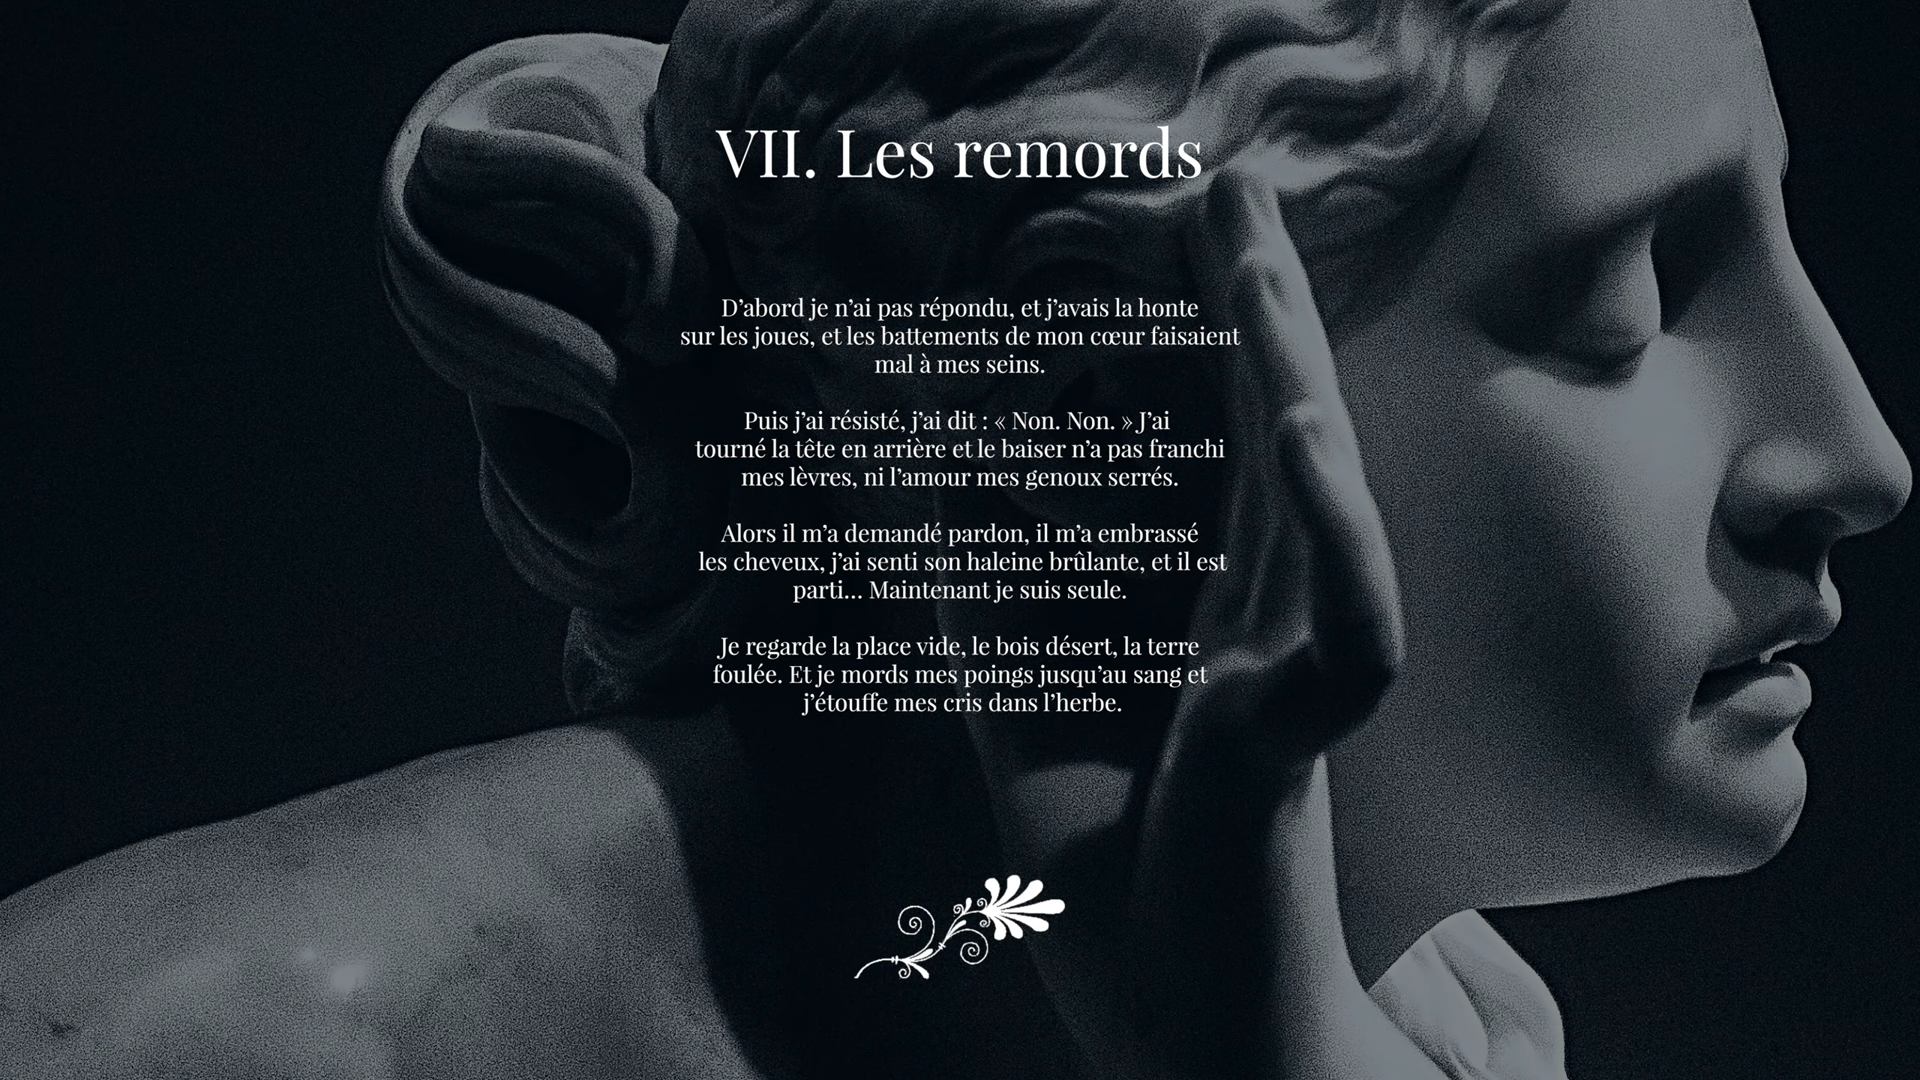 VII. Les remords
D’abord je n’ai pas répondu, et j’avais la honte
sur les joues, et les battements de mon cœur faisaient
mal à mes seins.
Puis j’ai résisté, j’ai dit : « Non. Non. » J’ai
tourné la tête en arrière et le baiser n’a pas franchi
mes lèvres, ni l’amour mes genoux serrés.
Alors il m’a demandé pardon, il m’a embrassé
les cheveux, j’ai senti son haleine brûlante, et il est
parti… Maintenant je suis seule.
Je regarde la place vide, le bois désert, la terre
foulée. Et je mords mes poings jusqu’au sang et
j’étouffe mes cris dans l’herbe.